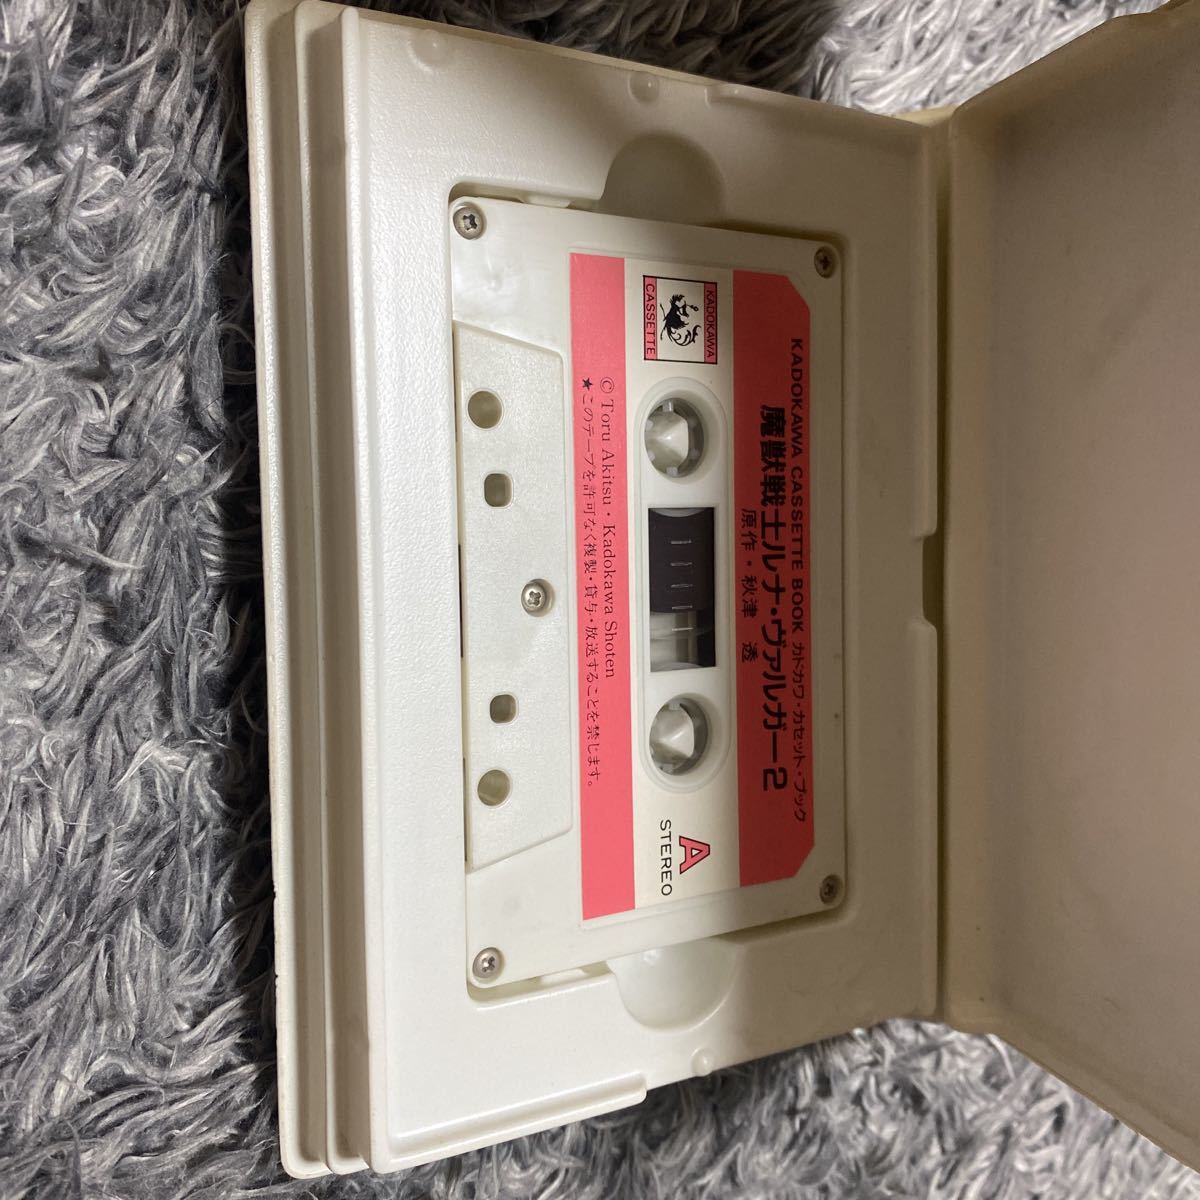 KADOKAWA CASSETTE BOOK カドカワ・カセット・ブック
魔獣戦士ルナ・ヴァルガー2
原作・秋津 透
KADOKAWA
CASSETTE
A
STEREO
© Toru Akitsu・Kadokawa Shoten
★このテープを許可なく複製・貸与・放送することを禁じます。